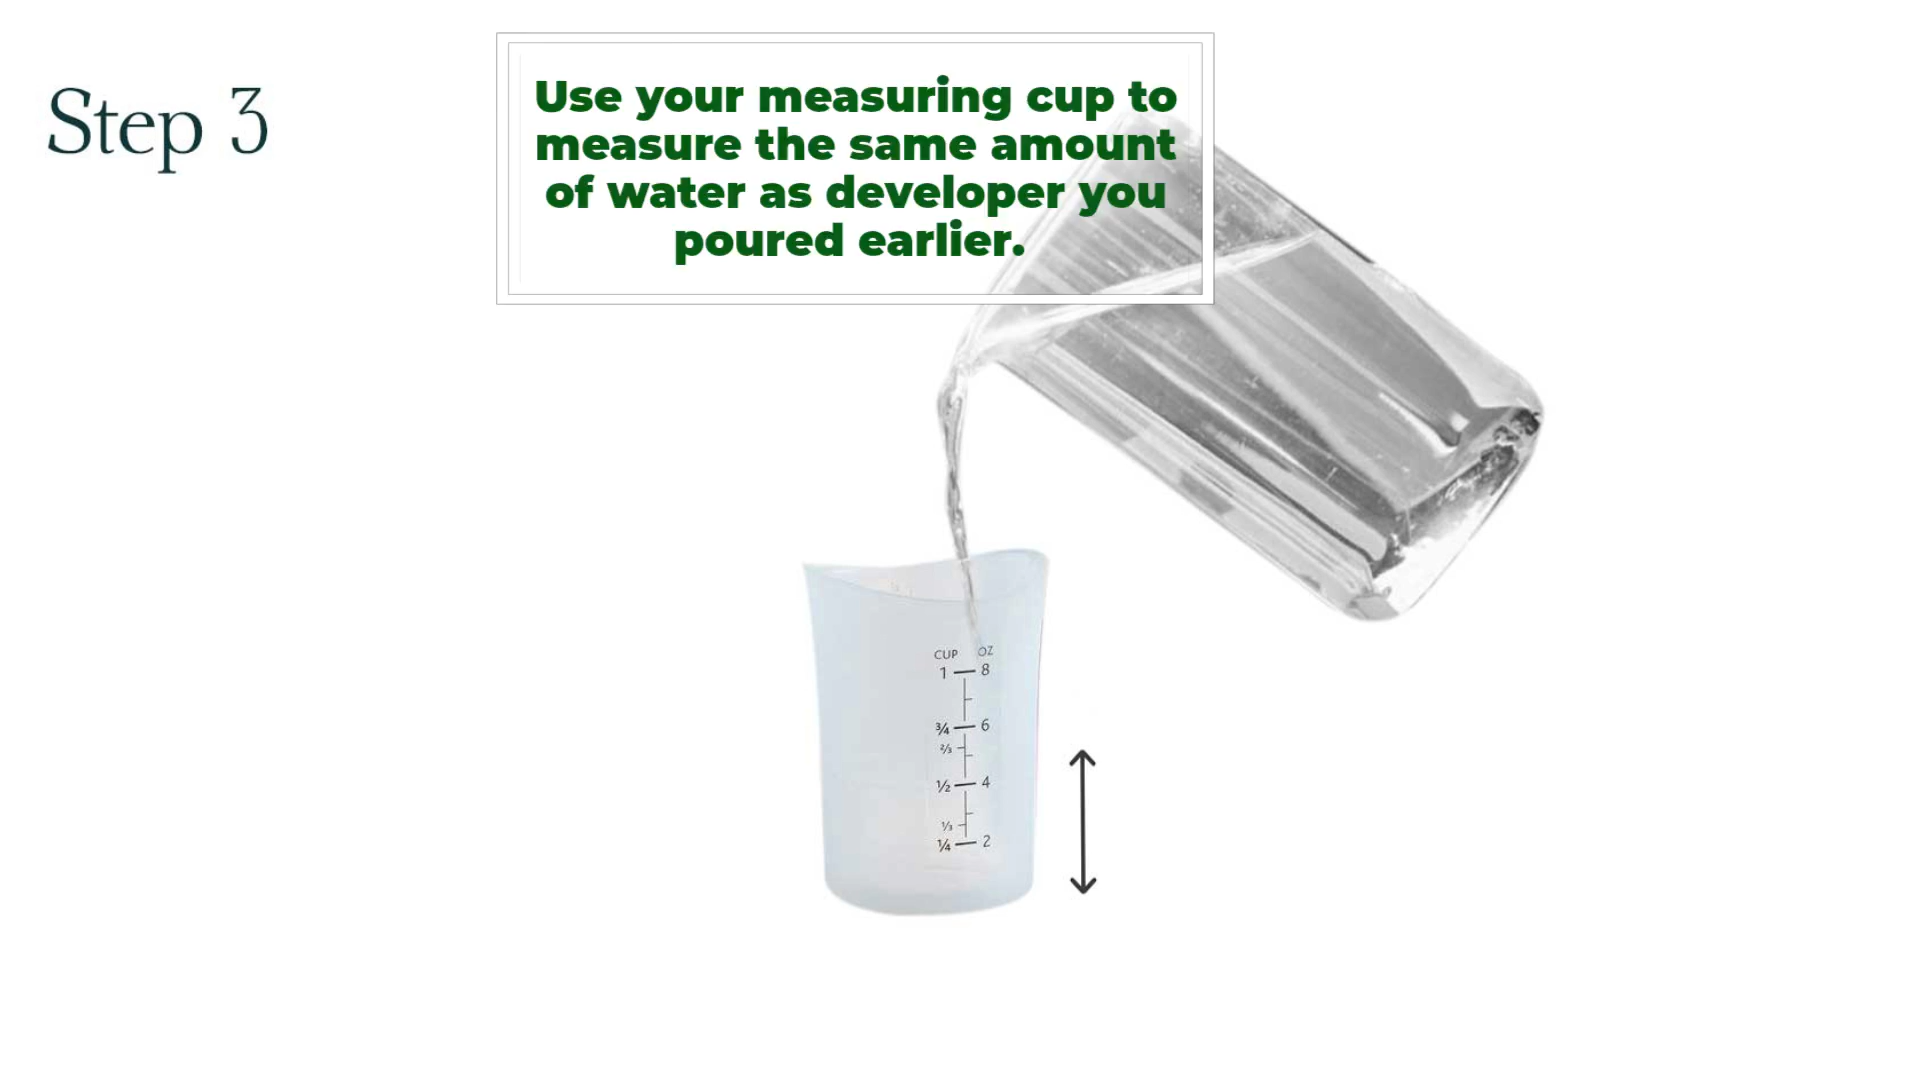 Step 3
Use your measuring cup to
measure the same amount
of water as developer you
poured earlier.
CUP OZ
1 8
¾ 6
⅔
½ 4
⅓
¼ 2